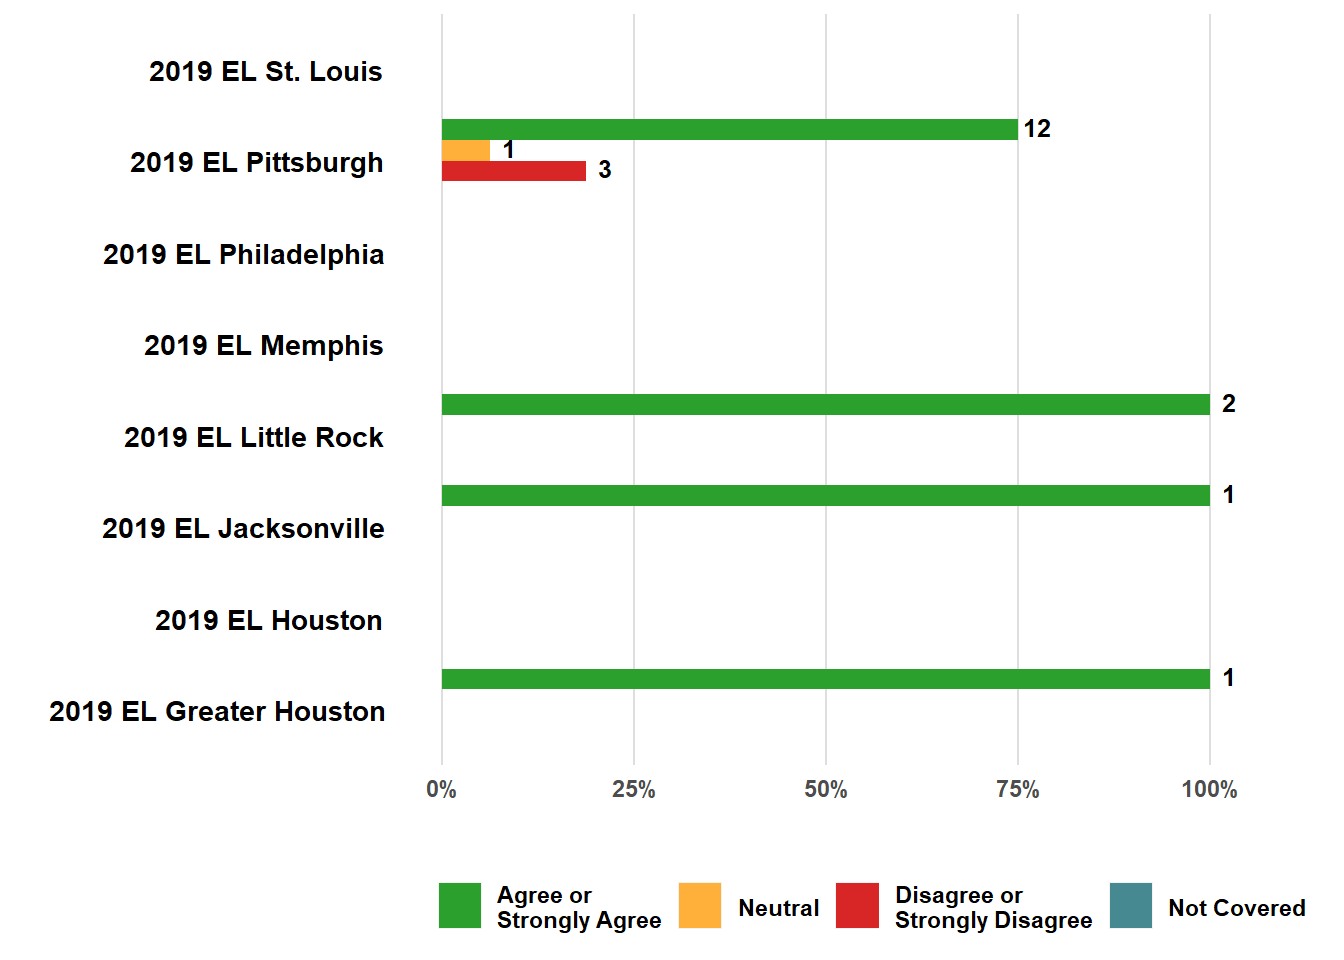 2019 EL St. Louis
12
1
2019 EL Pittsburgh
3
2019 EL Philadelphia
2019 EL Memphis
2
2019 EL Little Rock
1
2019 EL Jacksonville
2019 EL Houston
1
2019 EL Greater Houston
0% 25% 50% 75% 100%
Agree or
Strongly Agree
Neutral
Disagree or
Strongly Disagree
Not Covered